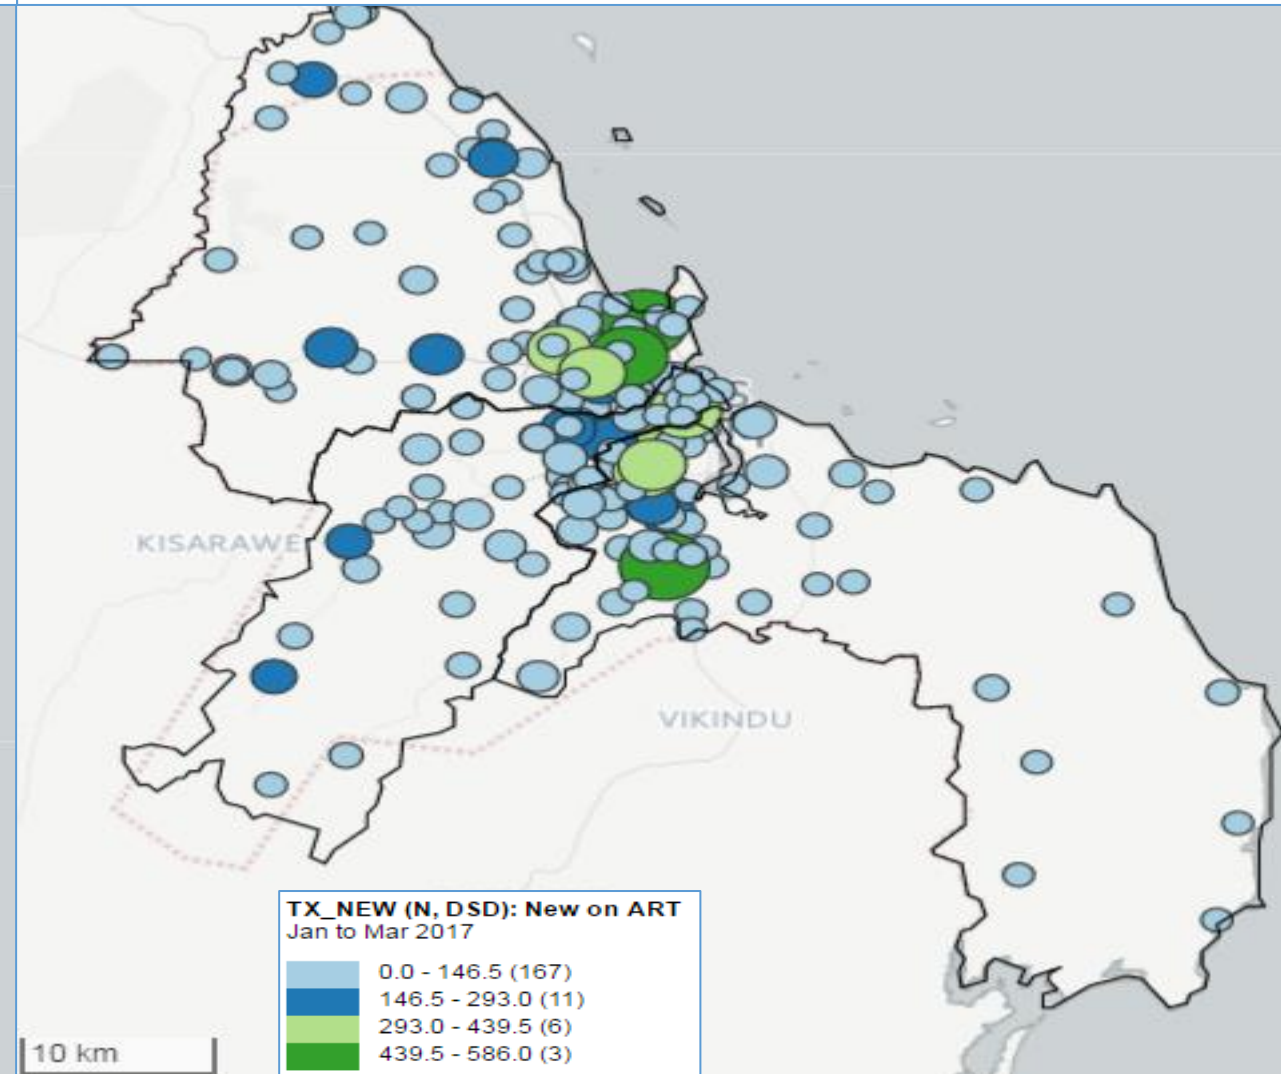 KISARAWE
VIKINDU
TX_NEW (N, DSD): New on ART
Jan to Mar 2017
0.0 - 146.5 (167)
146.5 - 293.0 (11)
293.0 - 439.5 (6)
439.5 - 586.0 (3)
10 km